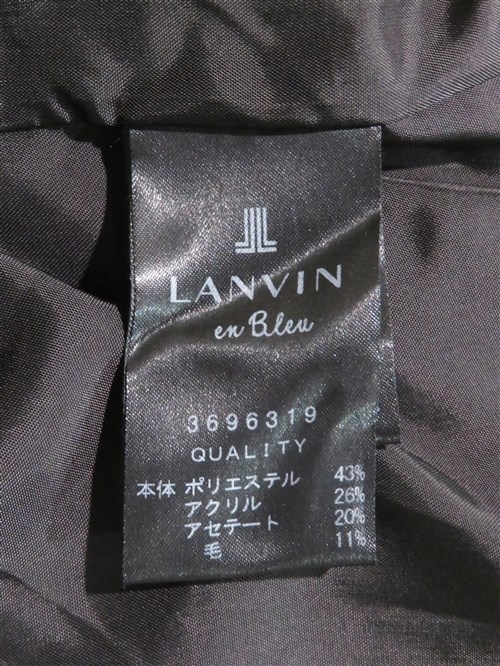 LANVIN
en Bleu
3696319
QUALITY
本体 ポリエステル 43%
アクリル 26%
アセテート 20%
毛 11%